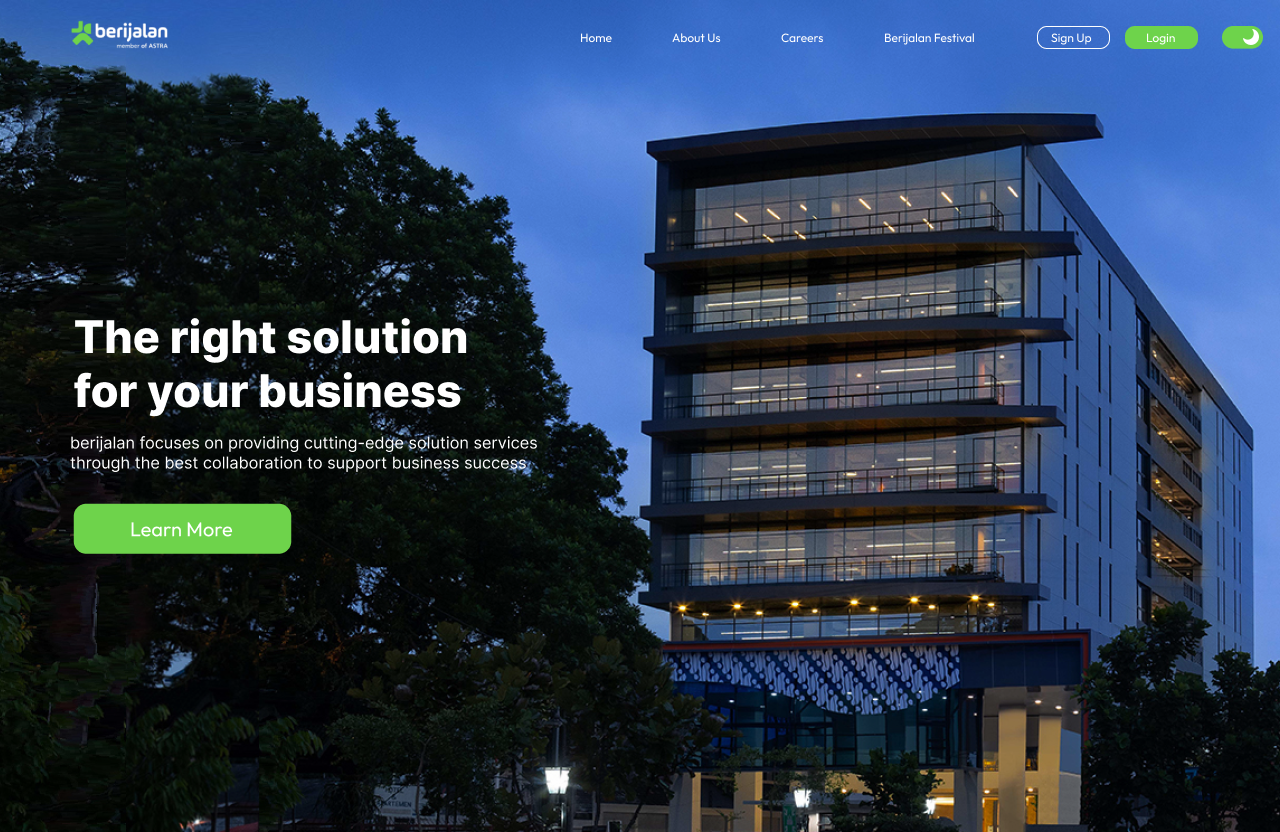 berijalan
member of ASTRA
Home
About Us
Careers
Berijalan Festival
Sign Up
Login
The right solution
for your business
berijalan focuses on providing cutting-edge solution services
through the best collaboration to support business success
Learn More